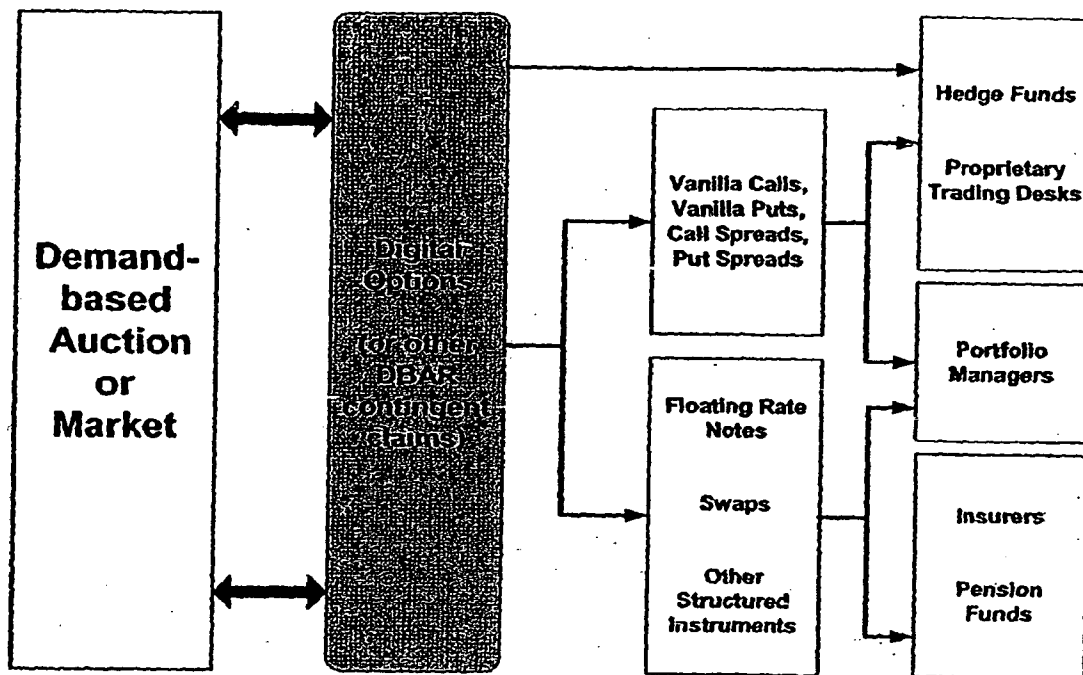 Demand-
based
Auction
or
Market
Digital
Options
(or other
DBAR
contingent
claims)
Vanilla Calls,
Vanilla Puts,
Call Spreads,
Put Spreads
Floating Rate
Notes
Swaps
Other
Structured
Instruments
Hedge Funds
Proprietary
Trading Desks
Portfolio
Managers
Insurers
Pension
Funds